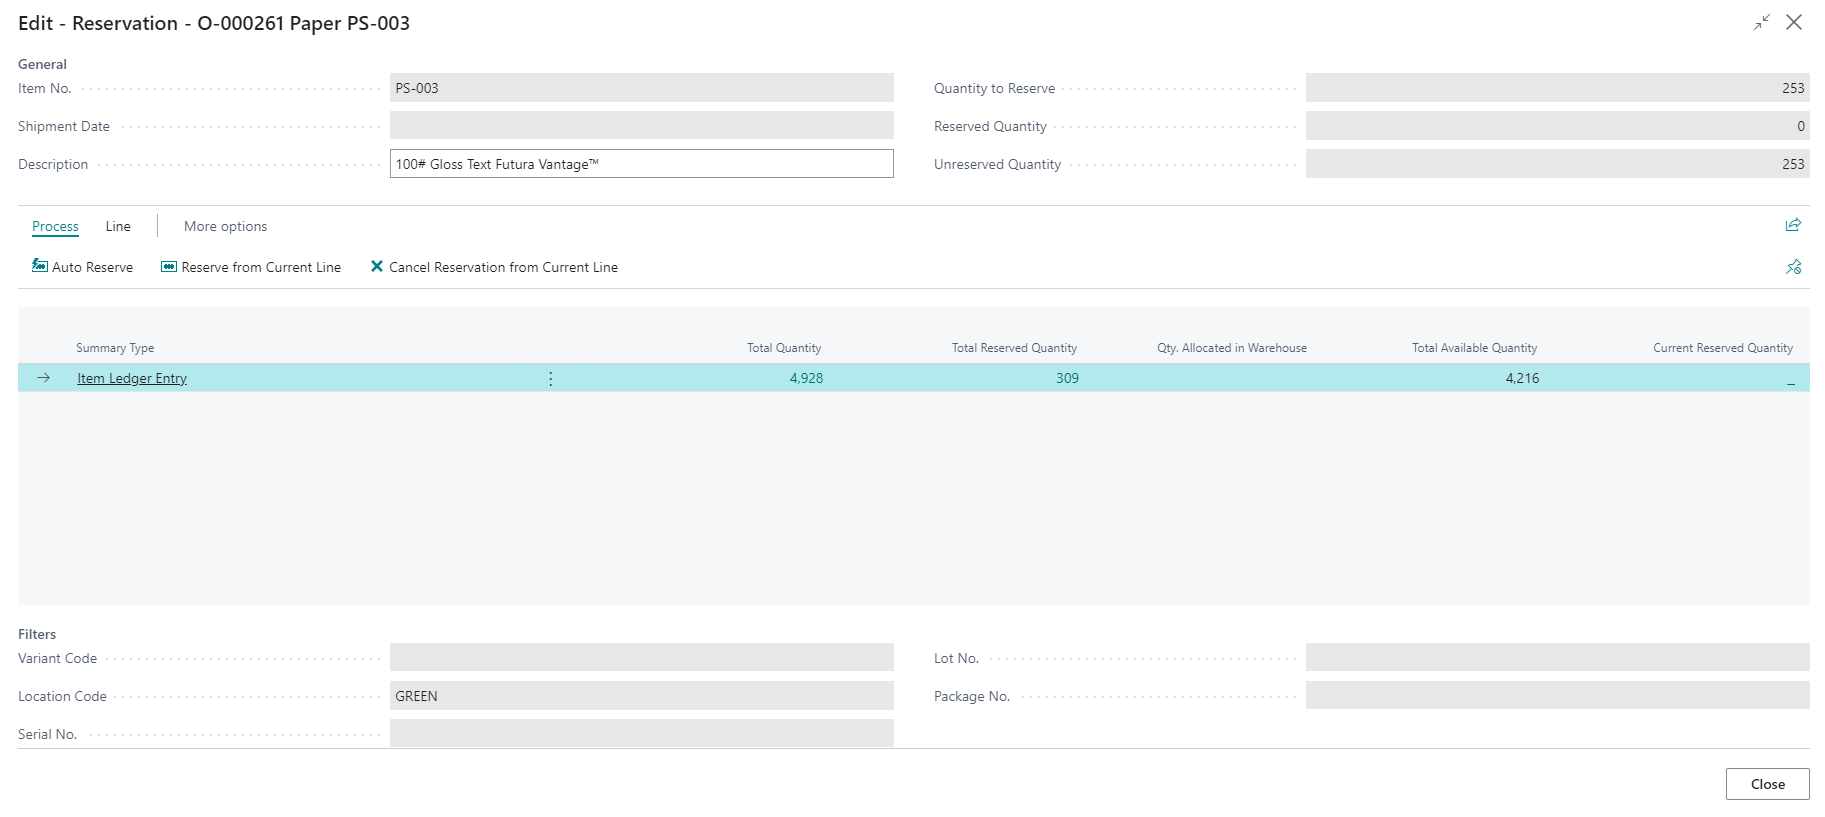 Edit - Reservation - O-000261 Paper PS-003
General
Item No. PS-003 Quantity to Reserve 253
Shipment Date Reserved Quantity 0
Description 100# Gloss Text Futura Vantage™ Unreserved Quantity 253
Process Line More options
Auto Reserve Reserve from Current Line Cancel Reservation from Current Line
Summary Type Total Quantity Total Reserved Quantity Qty. Allocated in Warehouse Total Available Quantity Current Reserved Quantity
Item Ledger Entry 4,928 309 4,216 _
Filters
Variant Code Lot No.
Location Code GREEN Package No.
Serial No.
Close